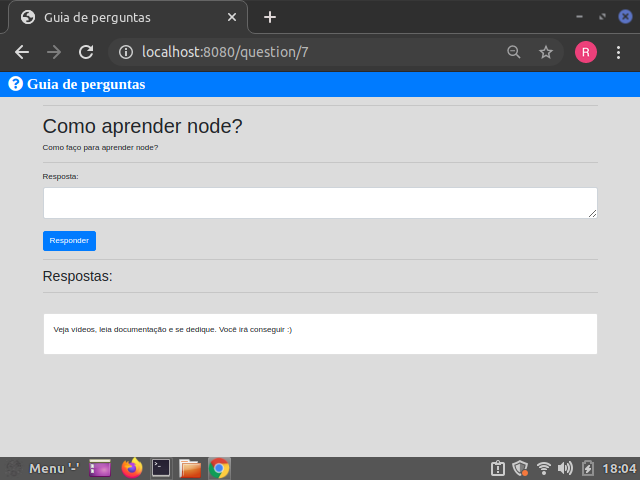 Guia de perguntas
localhost:8080/question/7
R
Guia de perguntas
Como aprender node?
Como faço para aprender node?
Resposta:
Responder
Respostas:
Veja vídeos, leia documentação e se dedique. Você irá conseguir :)
Menu '-'
18:04